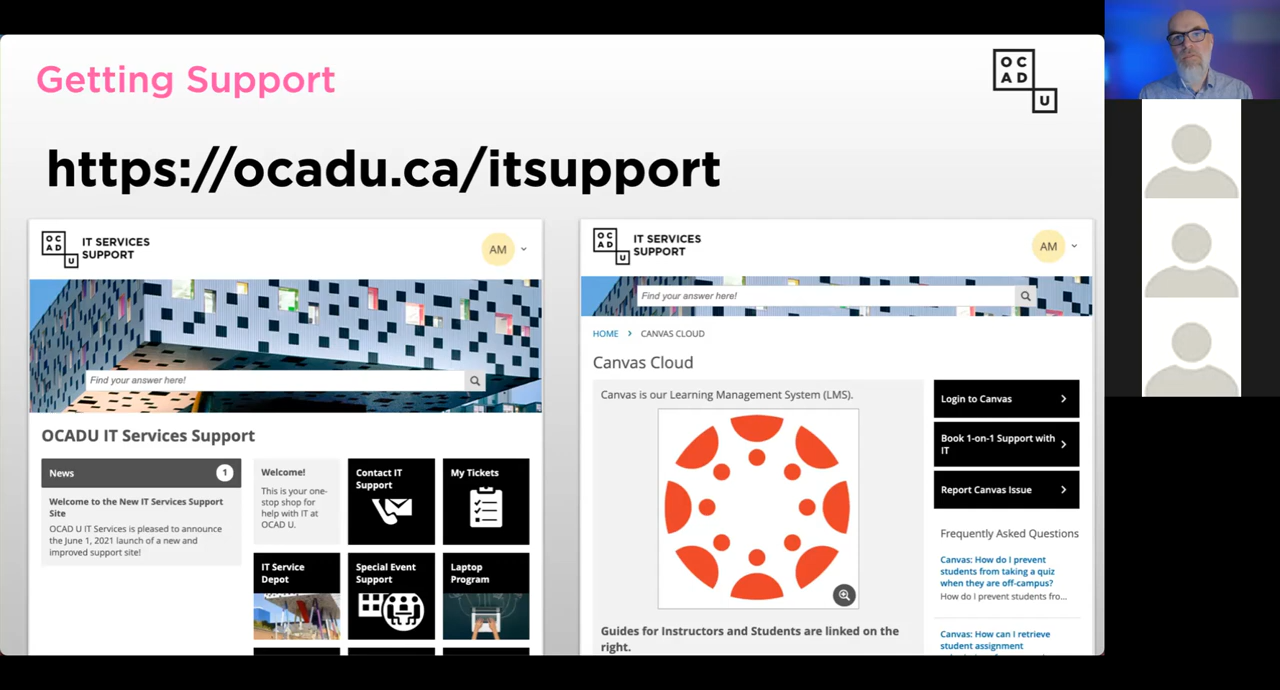 Getting Support
OC
AD
U
https://ocadu.ca/itsupport
OC
AD
U
IT SERVICES
SUPPORT
AM
Find your answer here!
OCADU IT Services Support
News
1
Welcome to the New IT Services Support
Site
OCAD U IT Services is pleased to announce
the June 1, 2021 launch of a new and
improved support site!
Welcome!
This is your one-
stop shop for
help with IT at
OCAD U.
Contact IT
Support
My Tickets
IT Service
Depot
Special Event
Support
Laptop
Program
OC
AD
U
IT SERVICES
SUPPORT
AM
Find your answer here!
HOME > CANVAS CLOUD
Canvas Cloud
Canvas is our Learning Management System (LMS).
Guides for Instructors and Students are linked on the
right.
Login to Canvas
Book 1-on-1 Support with
IT
Report Canvas Issue
Frequently Asked Questions
Canvas: How do I prevent
students from taking a quiz
when they are off-campus?
How do I prevent students fro...
Canvas: How can I retrieve
student assignment